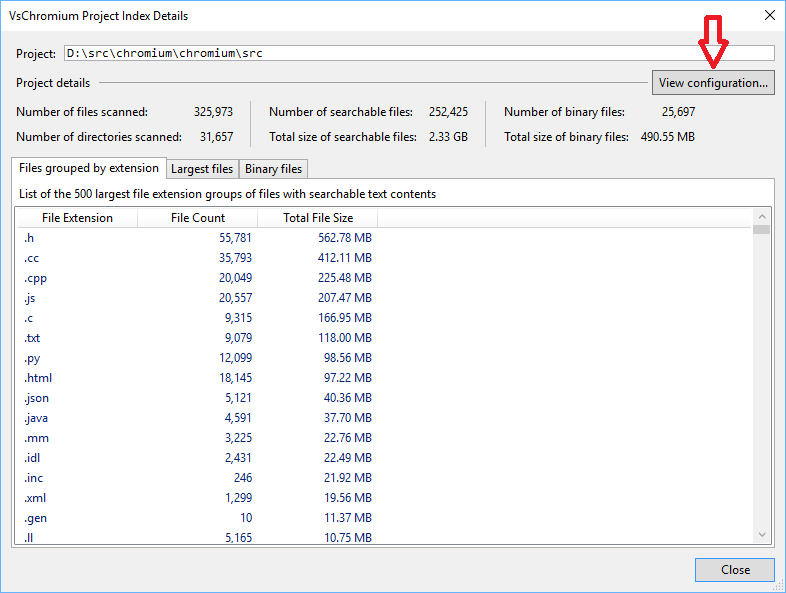 VsChromium Project Index Details
Project: D:\src\chromium\chromium\src
Project details View configuration...
Number of files scanned: 325,973 Number of searchable files: 252,425 Number of binary files: 25,697
Number of directories scanned: 31,657 Total size of searchable files: 2.33 GB Total size of binary files: 490.55 MB
Files grouped by extension Largest files Binary files
List of the 500 largest file extension groups of files with searchable text contents
File Extension File Count Total File Size
.h 55,781 562.78 MB
.cc 35,793 412.11 MB
.cpp 20,049 225.48 MB
.js 20,557 207.47 MB
.c 9,315 166.95 MB
.txt 9,079 118.00 MB
.py 12,099 98.56 MB
.html 18,145 97.22 MB
.json 5,121 40.36 MB
.java 4,591 37.70 MB
.mm 3,225 22.76 MB
.idl 2,431 22.49 MB
.inc 246 21.92 MB
.xml 1,299 19.56 MB
.gen 10 11.37 MB
.ll 5,165 10.75 MB
Close